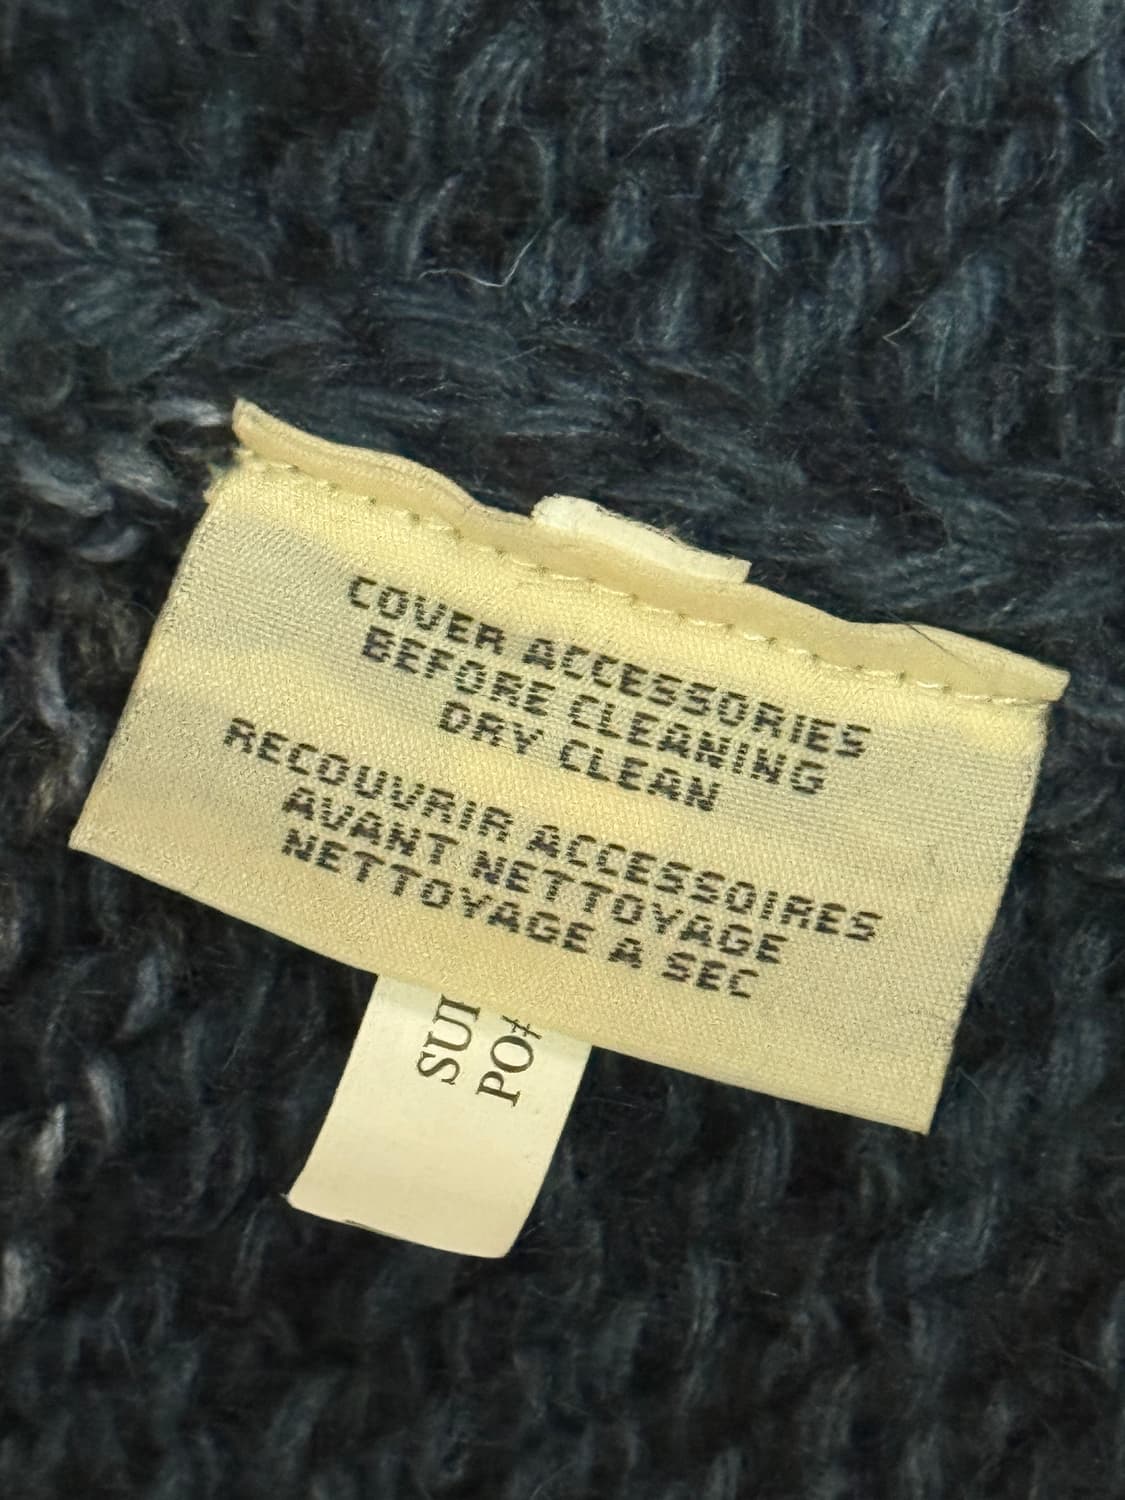 COVER ACCESSORIES
BEFORE CLEANING
DRY CLEAN
RECOUVRIR ACCESSOIRES
AVANT NETTOYAGE
NETTOYAGE A SEC